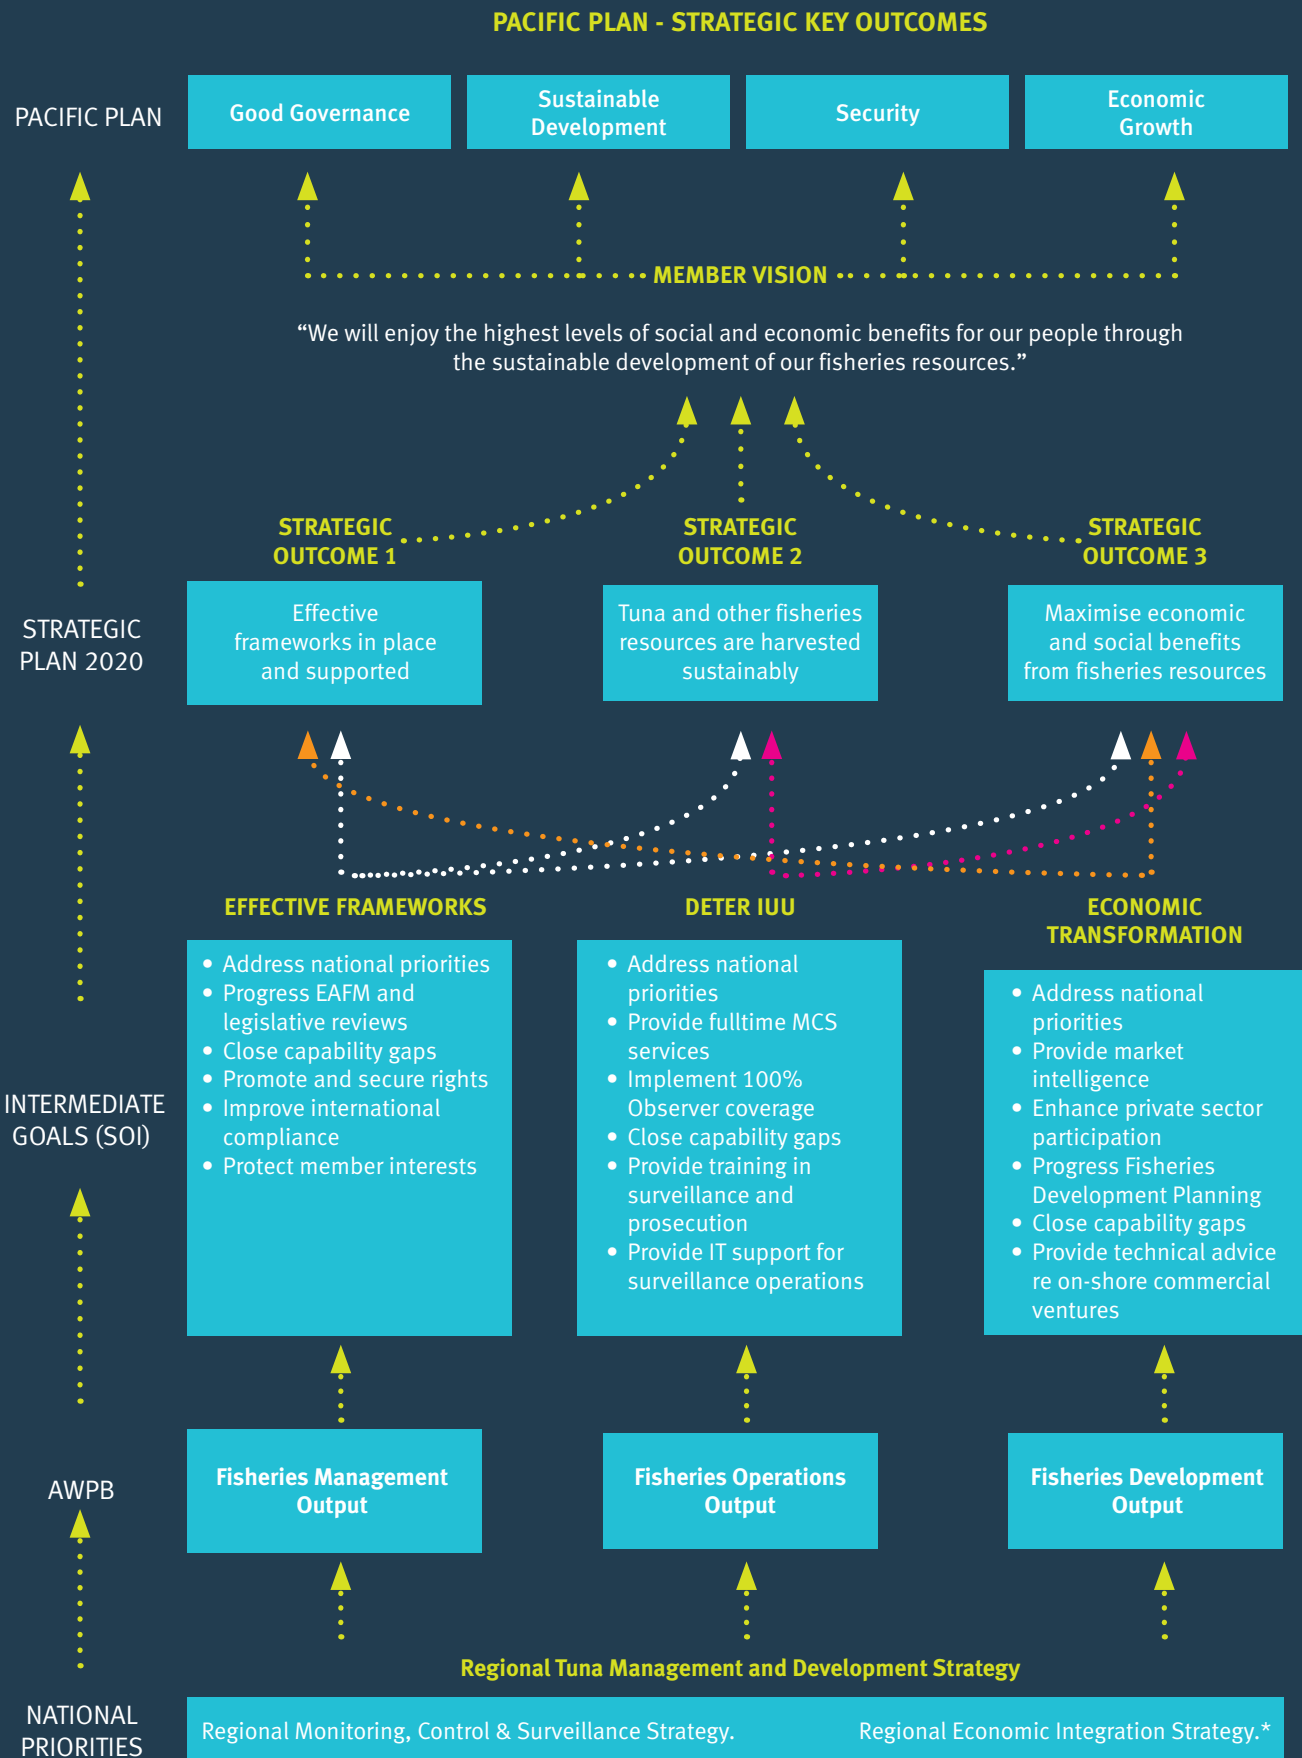 PACIFIC PLAN - STRATEGIC KEY OUTCOMES
PACIFIC PLAN
Good Governance
Sustainable
Development
Security
Economic
Growth
MEMBER VISION
“We will enjoy the highest levels of social and economic benefits for our people through
the sustainable development of our fisheries resources.”
STRATEGIC
OUTCOME 1
STRATEGIC
OUTCOME 2
STRATEGIC
OUTCOME 3
STRATEGIC
PLAN 2020
Effective
frameworks in place
and supported
Tuna and other fisheries
resources are harvested
sustainably
Maximise economic
and social benefits
from fisheries resources
INTERMEDIATE
GOALS (SOI)
EFFECTIVE FRAMEWORKS
• Address national priorities
• Progress EAFM and
legislative reviews
• Close capability gaps
• Promote and secure rights
• Improve international
compliance
• Protect member interests
DETER IUU
• Address national
priorities
• Provide fulltime MCS
services
• Implement 100%
Observer coverage
• Close capability gaps
• Provide training in
surveillance and
prosecution
• Provide IT support for
surveillance operations
ECONOMIC
TRANSFORMATION
• Address national
priorities
• Provide market
intelligence
• Enhance private sector
participation
• Progress Fisheries
Development Planning
• Close capability gaps
• Provide technical advice
re on-shore commercial
ventures
AWPB
Fisheries Management
Output
Fisheries Operations
Output
Fisheries Development
Output
Regional Tuna Management and Development Strategy
NATIONAL
PRIORITIES
Regional Monitoring, Control & Surveillance Strategy.
Regional Economic Integration Strategy.*